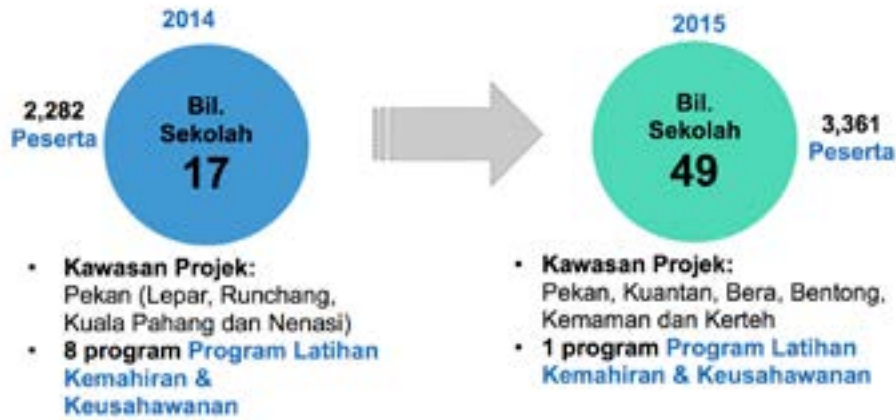 2014
2,282
Peserta
Bil.
Sekolah
17
• Kawasan Projek:
Pekan (Lepar, Runchang,
Kuala Pahang dan Nenasi)
• 8 program Program Latihan
Kemahiran &
Keusahawanan
2015
Bil.
Sekolah
49
3,361
Peserta
• Kawasan Projek:
Pekan, Kuantan, Bera, Bentong,
Kemaman dan Kerteh
• 1 program Program Latihan
Kemahiran & Keusahawanan